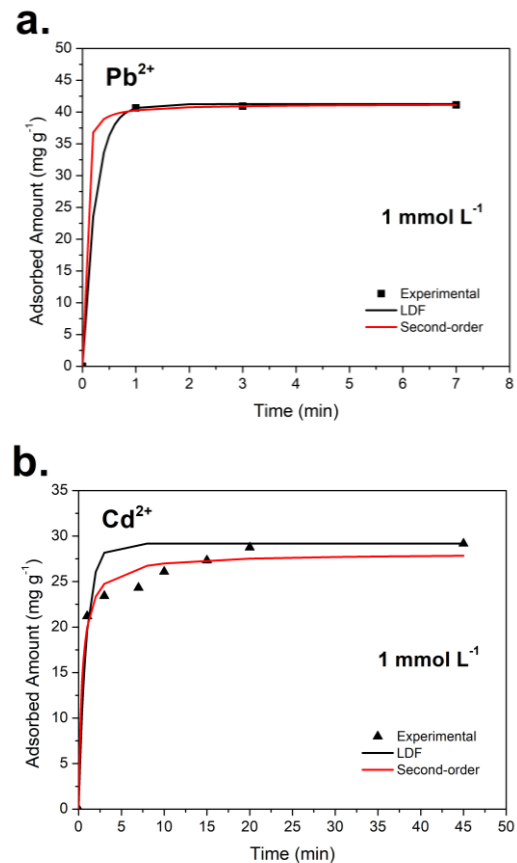 a.
50
45
40
35
30
25
20
15
10
5
0
Adsorbed Amount (mg g⁻¹)
Pb²⁺
1 mmol L⁻¹
Experimental
LDF
Second-order
0 1 2 3 4 5 6 7 8
Time (min)
b.
35
30
25
20
15
10
5
0
Adsorbed Amount (mg g⁻¹)
Cd²⁺
1 mmol L⁻¹
Experimental
LDF
Second-order
0 5 10 15 20 25 30 35 40 45 50
Time (min)